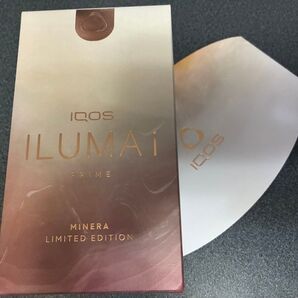 IQOS
ILUMA i
PRIME
MINERA
LIMITED EDITION
IQOS